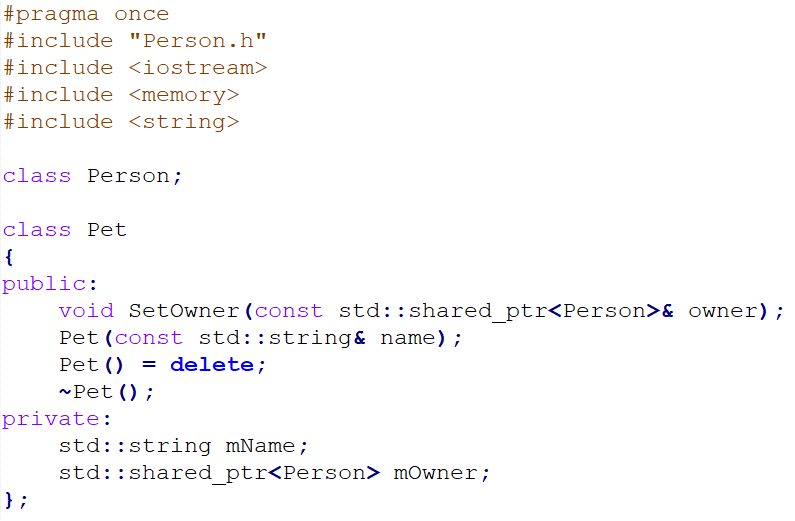 #pragma once
#include "Person.h"
#include <iostream>
#include <memory>
#include <string>

class Person;

class Pet
{
public:
    void SetOwner(const std::shared_ptr<Person>& owner);
    Pet(const std::string& name);
    Pet() = delete;
    ~Pet();
private:
    std::string mName;
    std::shared_ptr<Person> mOwner;
};